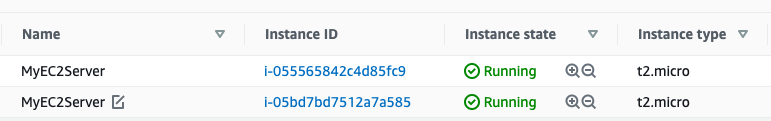 Name Instance ID Instance state Instance type
MyEC2Server i-055565842c4d85fc9 Running t2.micro
MyEC2Server i-05bd7bd7512a7a585 Running t2.micro